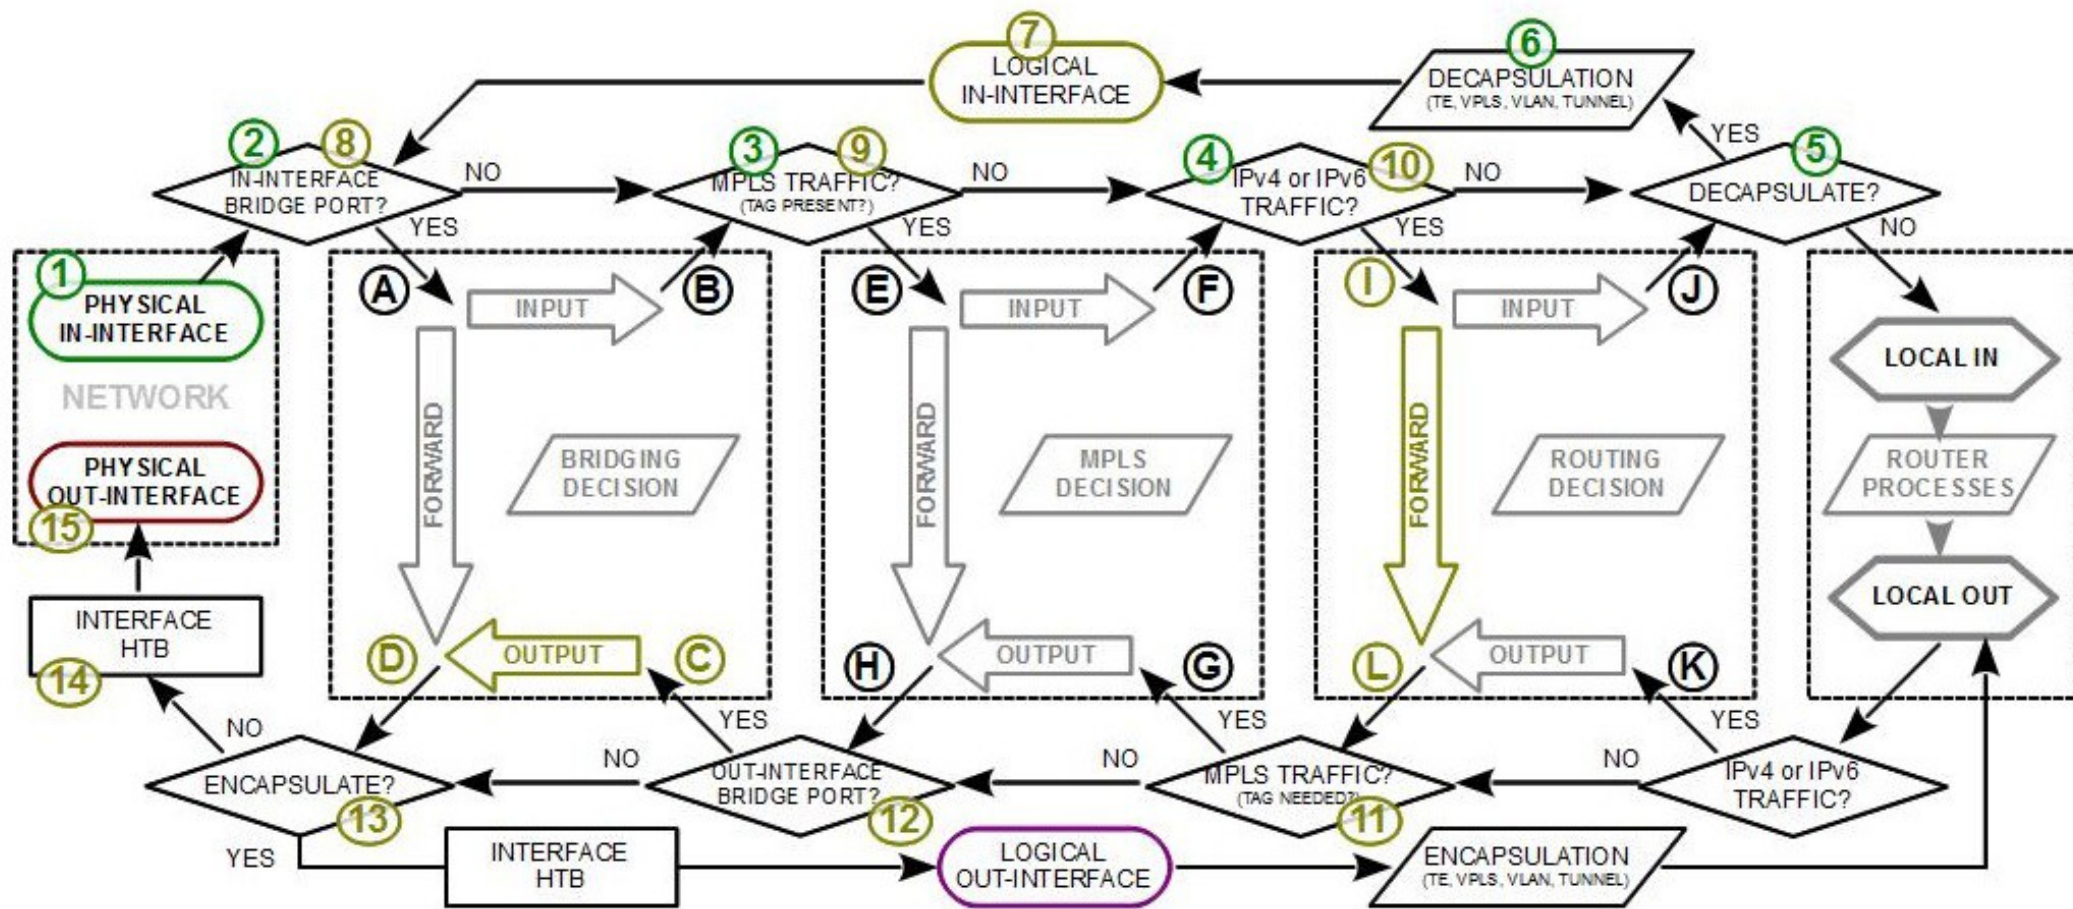 7
6
LOGICAL
IN-INTERFACE
DECAPSULATION
(TE, VPLS, VLAN, TUNNEL)
YES
2
8
3
9
4
10
5
IN-INTERFACE
BRIDGE PORT?
NO
MPLS TRAFFIC?
(TAG PRESENT?)
NO
IPv4 or IPv6
TRAFFIC?
NO
DECAPSULATE?
YES
YES
YES
NO
1
PHYSICAL
IN-INTERFACE
NETWORK
PHYSICAL
OUT-INTERFACE
15
A
INPUT
B
FORWARD
BRIDGING
DECISION
D
OUTPUT
C
E
INPUT
F
FORWARD
MPLS
DECISION
H
OUTPUT
G
I
INPUT
J
FORWARD
ROUTING
DECISION
L
OUTPUT
K
LOCAL IN
ROUTER
PROCESSES
LOCAL OUT
INTERFACE
HTB
14
NO
YES
YES
YES
ENCAPSULATE?
13
NO
OUT-INTERFACE
BRIDGE PORT?
12
NO
MPLS TRAFFIC?
(TAG NEEDED?)
11
NO
IPv4 or IPv6
TRAFFIC?
YES
INTERFACE
HTB
LOGICAL
OUT-INTERFACE
ENCAPSULATION
(TE, VPLS, VLAN, TUNNEL)